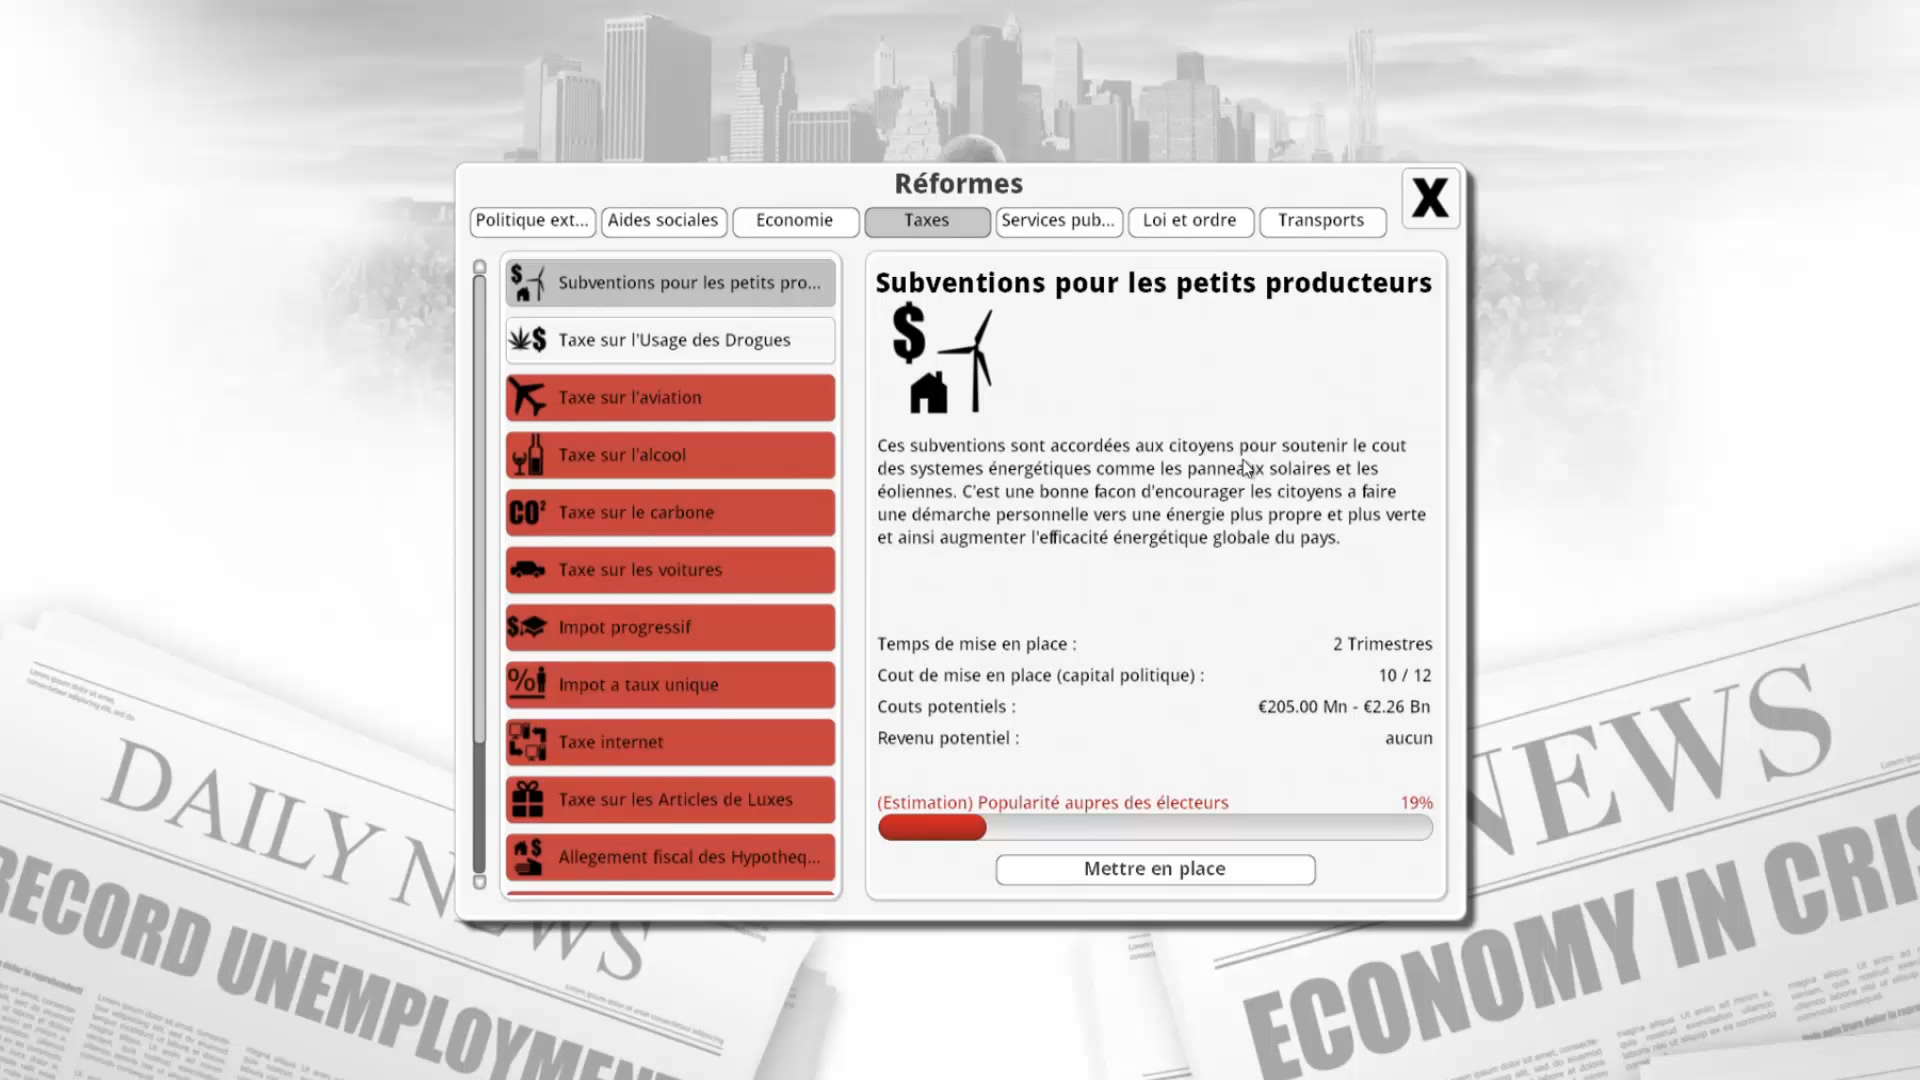 Réformes
X
Politique ext...
Aides sociales
Economie
Taxes
Services pub...
Loi et ordre
Transports
Subventions pour les petits pro...
Taxe sur l'Usage des Drogues
Taxe sur l'aviation
Taxe sur l'alcool
CO² Taxe sur le carbone
Taxe sur les voitures
Impot progressif
Impot a taux unique
Taxe internet
Taxe sur les Articles de Luxes
Allegement fiscal des Hypotheq...
Subventions pour les petits producteurs
Ces subventions sont accordées aux citoyens pour soutenir le cout
des systemes énergétiques comme les panneaux solaires et les
éoliennes. C'est une bonne facon d'encourager les citoyens a faire
une démarche personnelle vers une énergie plus propre et plus verte
et ainsi augmenter l'efficacité énergétique globale du pays.
Temps de mise en place : 2 Trimestres
Cout de mise en place (capital politique) : 10 / 12
Couts potentiels : €205.00 Mn - €2.26 Bn
Revenu potentiel : aucun
(Estimation) Popularité aupres des électeurs 19%
Mettre en place
DAILY NEWS
RECORD UNEMPLOYMEN
NEWS
ECONOMY IN CRIS